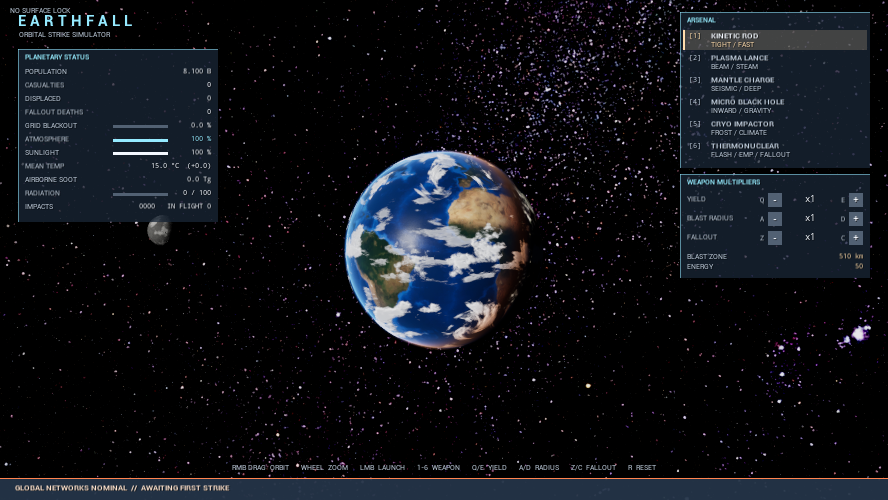 NO SURFACE LOCK
EARTHFALL
ORBITAL STRIKE SIMULATOR
PLANETARY STATUS
POPULATION 8.100 B
CASUALTIES 0
DISPLACED 0
FALLOUT DEATHS 0
GRID BLACKOUT 0.0 %
ATMOSPHERE 100 %
SUNLIGHT 100 %
MEAN TEMP 15.0 °C (+0.0)
AIRBORNE SOOT 0.0 Tg
RADIATION 0 / 100
IMPACTS 0000 IN FLIGHT 0
ARSENAL
[1] KINETIC ROD
TIGHT / FAST
[2] PLASMA LANCE
BEAM / STEAM
[3] MANTLE CHARGE
SEISMIC / DEEP
[4] MICRO BLACK HOLE
INWARD / GRAVITY
[5] CRYO IMPACTOR
FROST / CLIMATE
[6] THERMONUCLEAR
FLASH / EMP / FALLOUT
WEAPON MULTIPLIERS
YIELD Q - x1 E +
BLAST RADIUS A - x1 D +
FALLOUT Z - x1 C +
BLAST ZONE 510 km
ENERGY 50
RMB DRAG ORBIT WHEEL ZOOM LMB LAUNCH 1-6 WEAPON Q/E YIELD A/D RADIUS Z/C FALLOUT R RESET
GLOBAL NETWORKS NOMINAL // AWAITING FIRST STRIKE